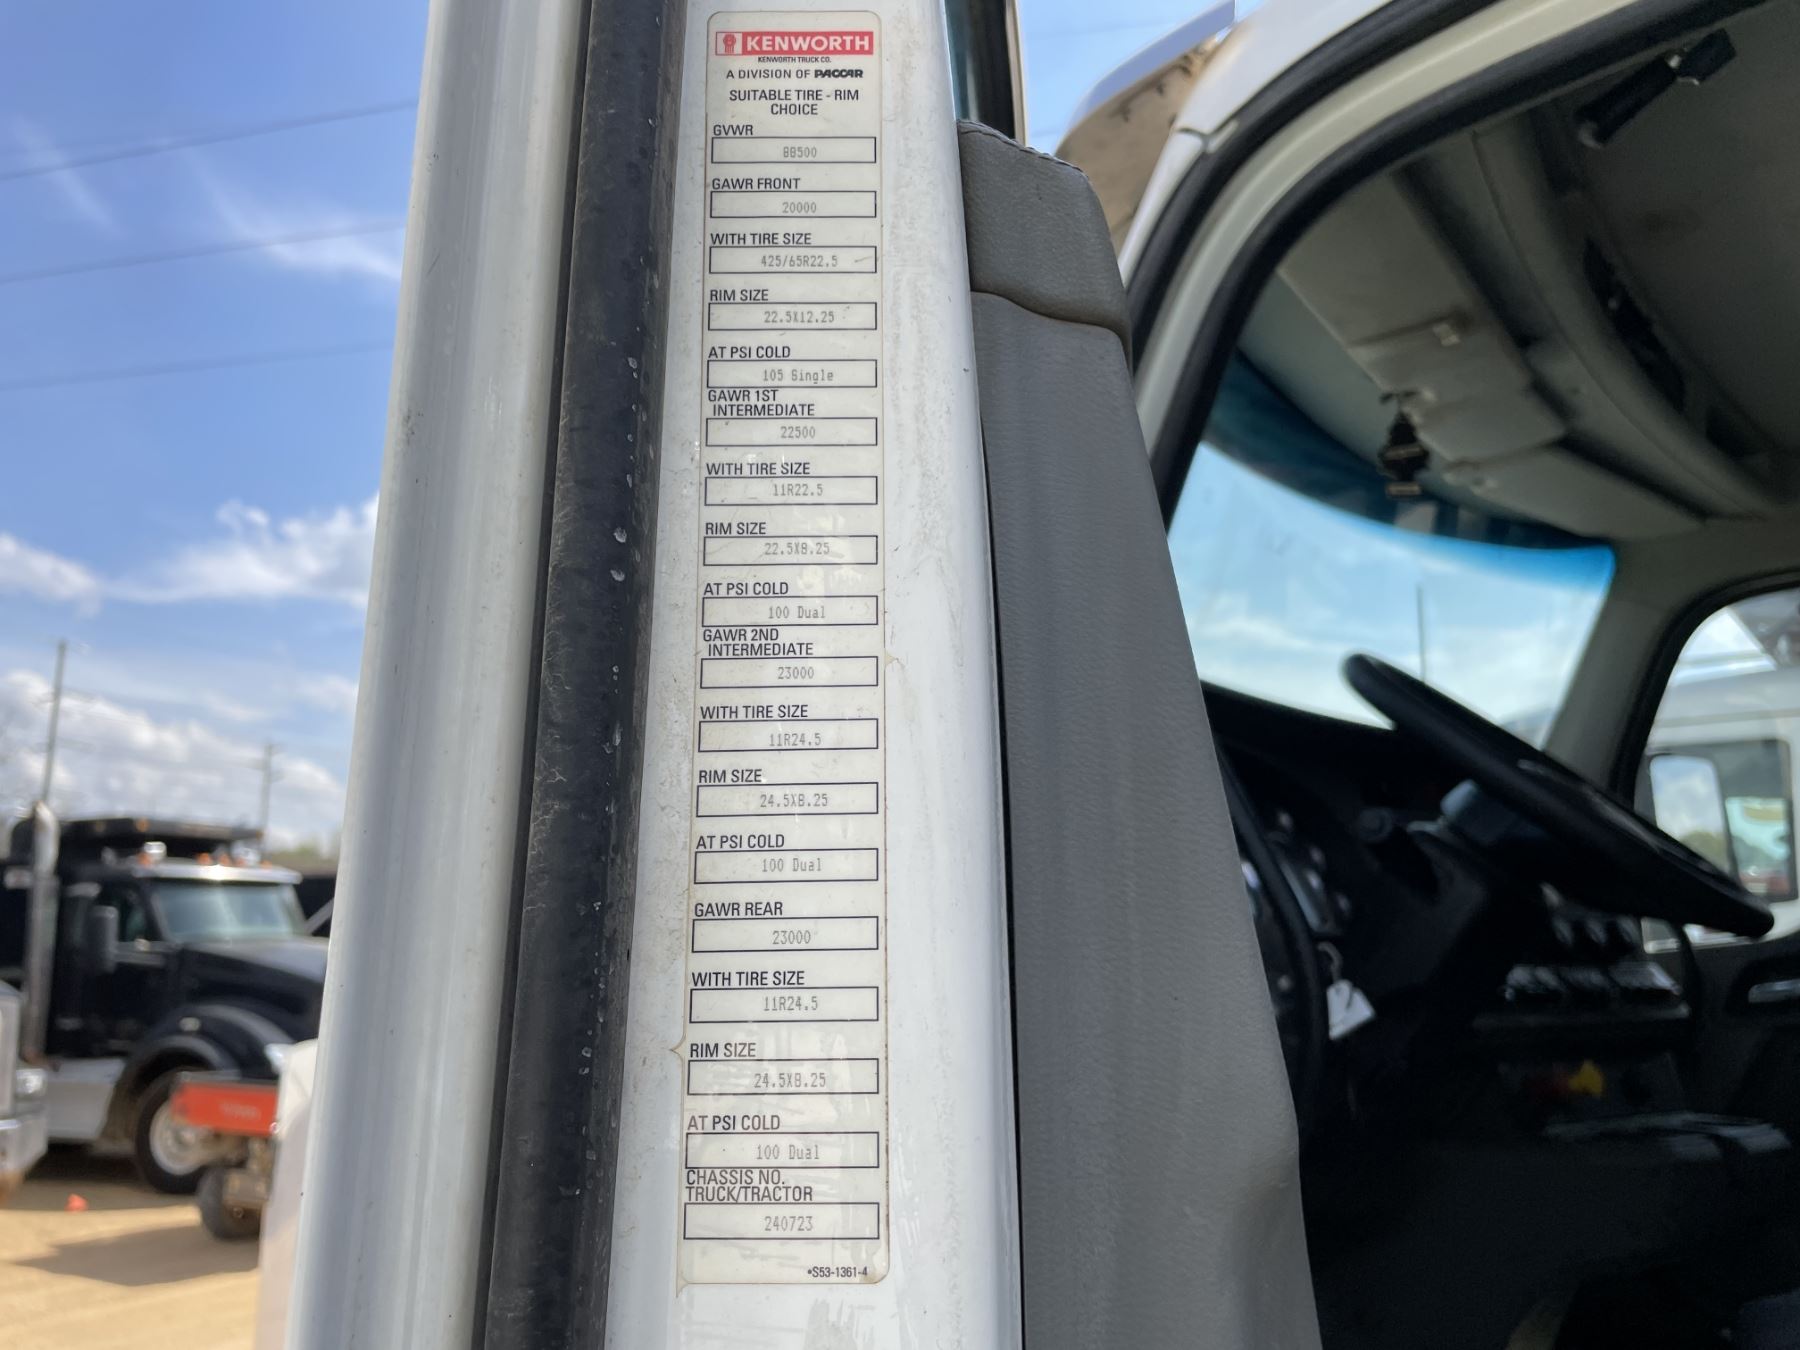 KENWORTH
KENWORTH TRUCK CO.
A DIVISION OF PACCAR
SUITABLE TIRE - RIM
CHOICE
GVWR
88500
GAWR FRONT
20000
WITH TIRE SIZE
425/65R22.5
RIM SIZE
22.5X12.25
AT PSI COLD
105 Single
GAWR 1ST
INTERMEDIATE
22500
WITH TIRE SIZE
11R22.5
RIM SIZE
22.5X8.25
AT PSI COLD
100 Dual
GAWR 2ND
INTERMEDIATE
23000
WITH TIRE SIZE
11R24.5
RIM SIZE
24.5X8.25
AT PSI COLD
100 Dual
GAWR REAR
23000
WITH TIRE SIZE
11R24.5
RIM SIZE
24.5X8.25
AT PSI COLD
100 Dual
CHASSIS NO.
TRUCK/TRACTOR
240723
•S53-1361-4